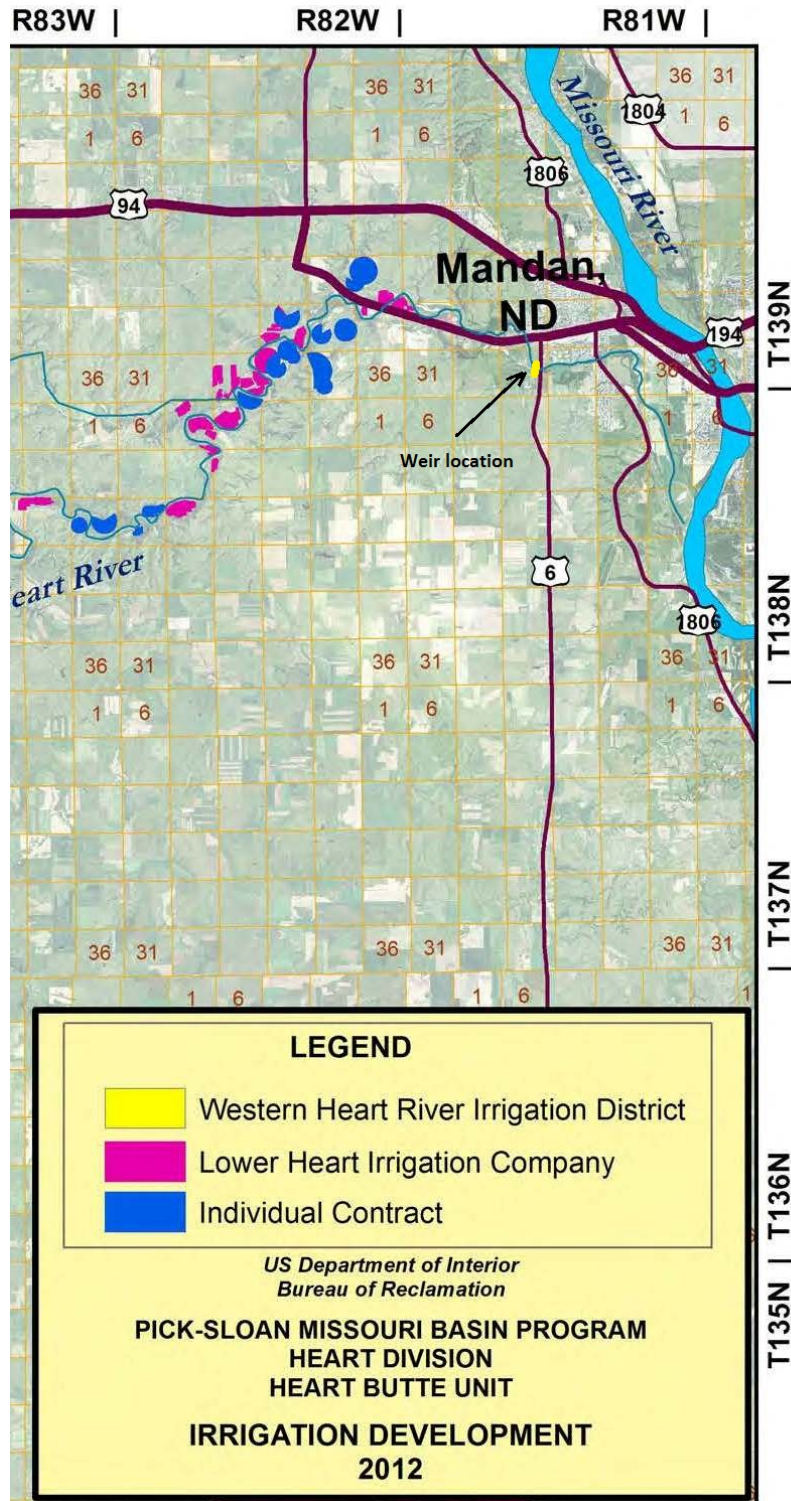 R83W | R82W | R81W |
36 31 36 31 36 31
1804
1 6 1 6 1 6
Missouri River
1806
94
Mandan,
ND
194
T139N |
36 31 36 31 36 31
1 6 1 6 1 6
Weir location
eart River
6
1806
T138N |
36 31 36 31 36 31
1 6 1 6 1 6
T137N |
36 31 36 31 36 31
1 6 1 6 1
LEGEND
Western Heart River Irrigation District
Lower Heart Irrigation Company
Individual Contract
US Department of Interior
Bureau of Reclamation
PICK-SLOAN MISSOURI BASIN PROGRAM
HEART DIVISION
HEART BUTTE UNIT
IRRIGATION DEVELOPMENT
2012
T135N | T136N